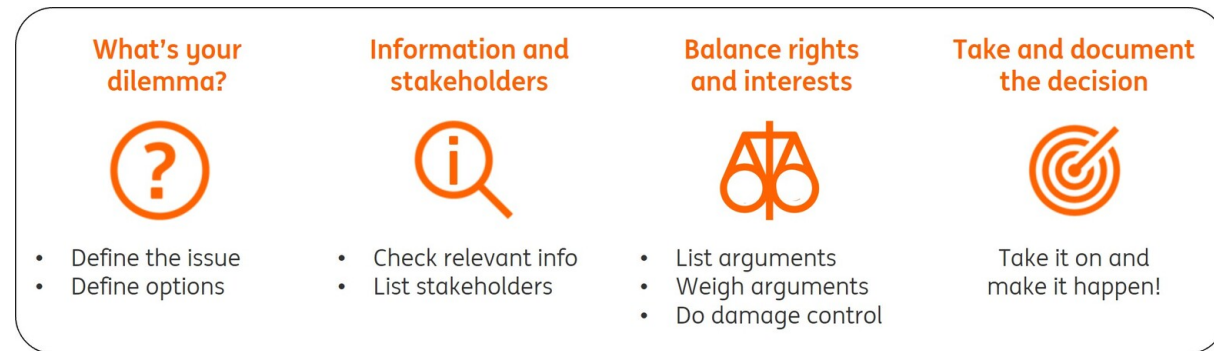 What's your
dilemma?
?
• Define the issue
• Define options
Information and
stakeholders
i
• Check relevant info
• List stakeholders
Balance rights
and interests
• List arguments
• Weigh arguments
• Do damage control
Take and document
the decision
Take it on and
make it happen!